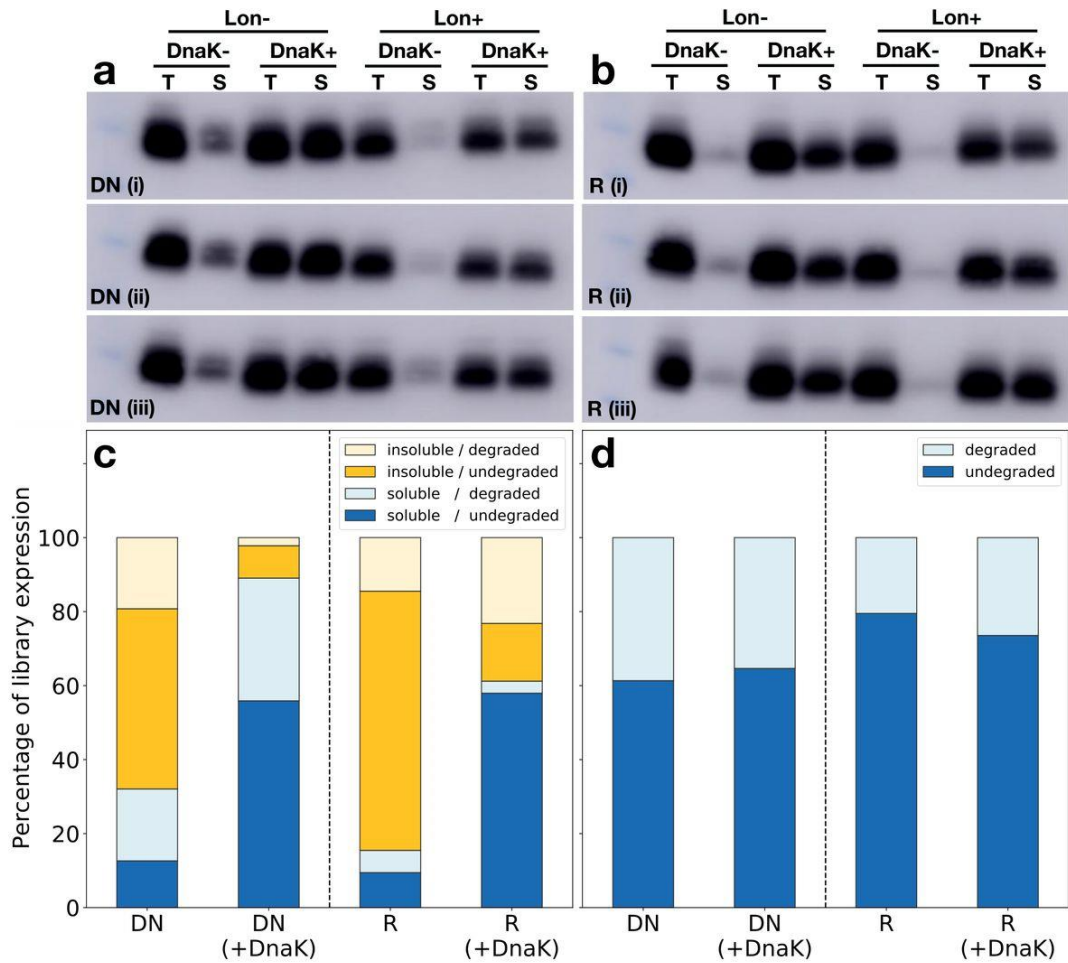 Lon- Lon+
DnaK- DnaK+ DnaK- DnaK+
a T S T S T S T S
DN (i)
DN (ii)
DN (iii)
Lon- Lon+
DnaK- DnaK+ DnaK- DnaK+
b T S T S T S T S
R (i)
R (ii)
R (iii)
c
insoluble / degraded
insoluble / undegraded
soluble / degraded
soluble / undegraded
Percentage of library expression
100
80
60
40
20
0
DN DN R R
(+DnaK) (+DnaK)
d
degraded
undegraded
DN DN R R
(+DnaK) (+DnaK)